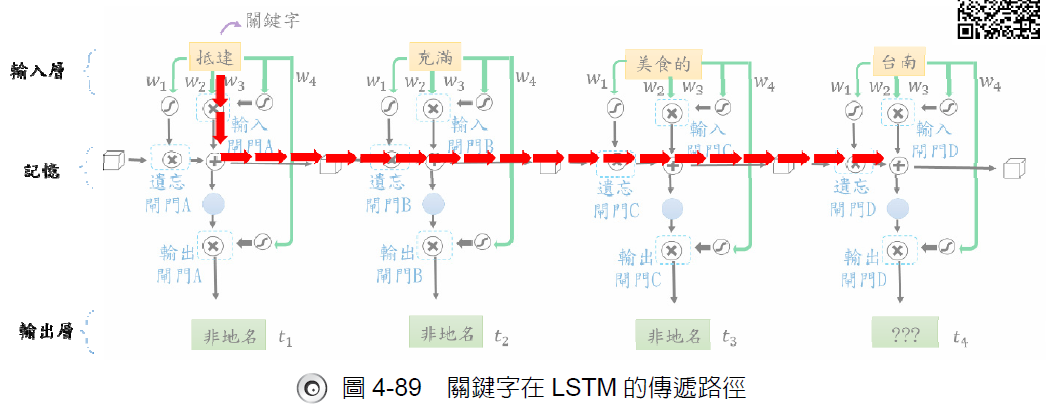 關鍵字
輸入層
抵達
充滿
美食的
台南
w1
w2
w3
w4
w1
w2
w3
w4
w1
w2
w3
w4
w1
w2
w3
w4
輸入
閘門A
輸入
閘門B
輸入
閘門C
輸入
閘門D
記憶
遺忘
閘門A
遺忘
閘門B
遺忘
閘門C
遺忘
閘門D
輸出
閘門A
輸出
閘門B
輸出
閘門C
輸出
閘門D
輸出層
非地名 t1
非地名 t2
非地名 t3
??? t4
圖 4-89 關鍵字在 LSTM 的傳遞路徑